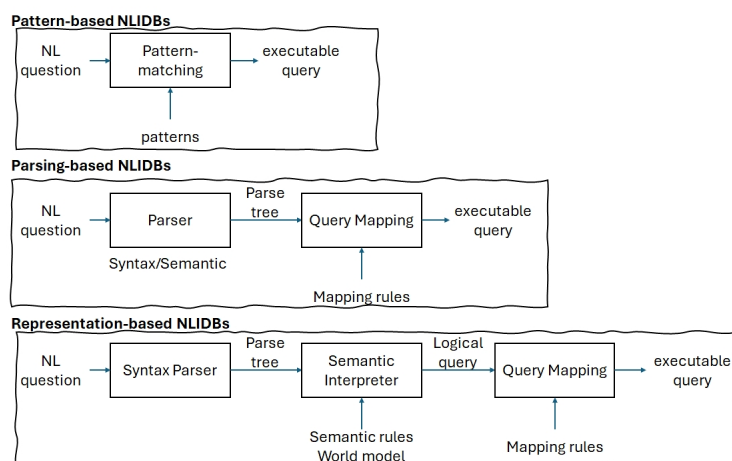 Pattern-based NLIDBs
NL
question
Pattern-
matching
executable
query
patterns
Parsing-based NLIDBs
NL
question
Parser
Parse
tree
Query Mapping
executable
query
Syntax/Semantic
Mapping rules
Representation-based NLIDBs
NL
question
Syntax Parser
Parse
tree
Semantic
Interpreter
Logical
query
Query Mapping
executable
query
Semantic rules
World model
Mapping rules